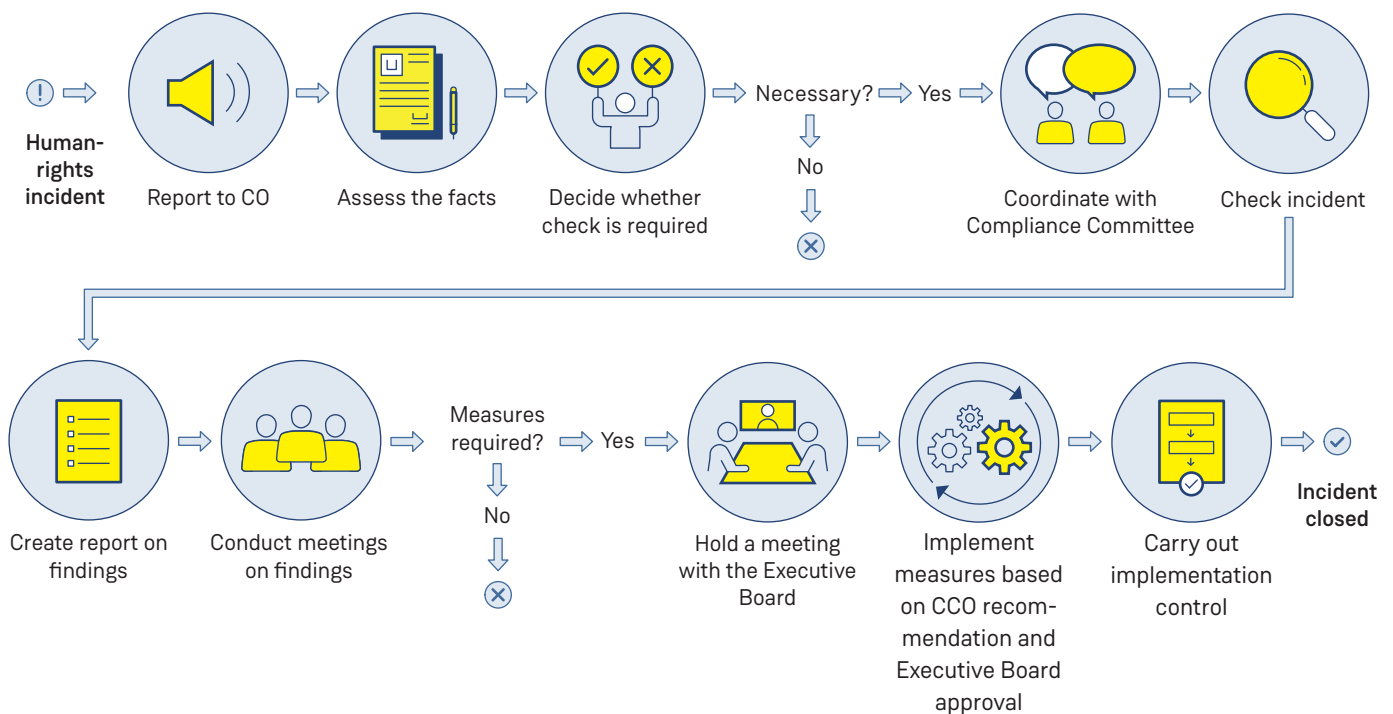 Human-
rights
incident
Report to CO
Assess the facts
Decide whether
check is required
Necessary?
Yes
No
Coordinate with
Compliance Committee
Check incident
Create report on
findings
Conduct meetings
on findings
Measures
required?
Yes
No
Hold a meeting
with the Executive
Board
Implement
measures based
on CCO recom-
mendation and
Executive Board
approval
Carry out
implementation
control
Incident
closed